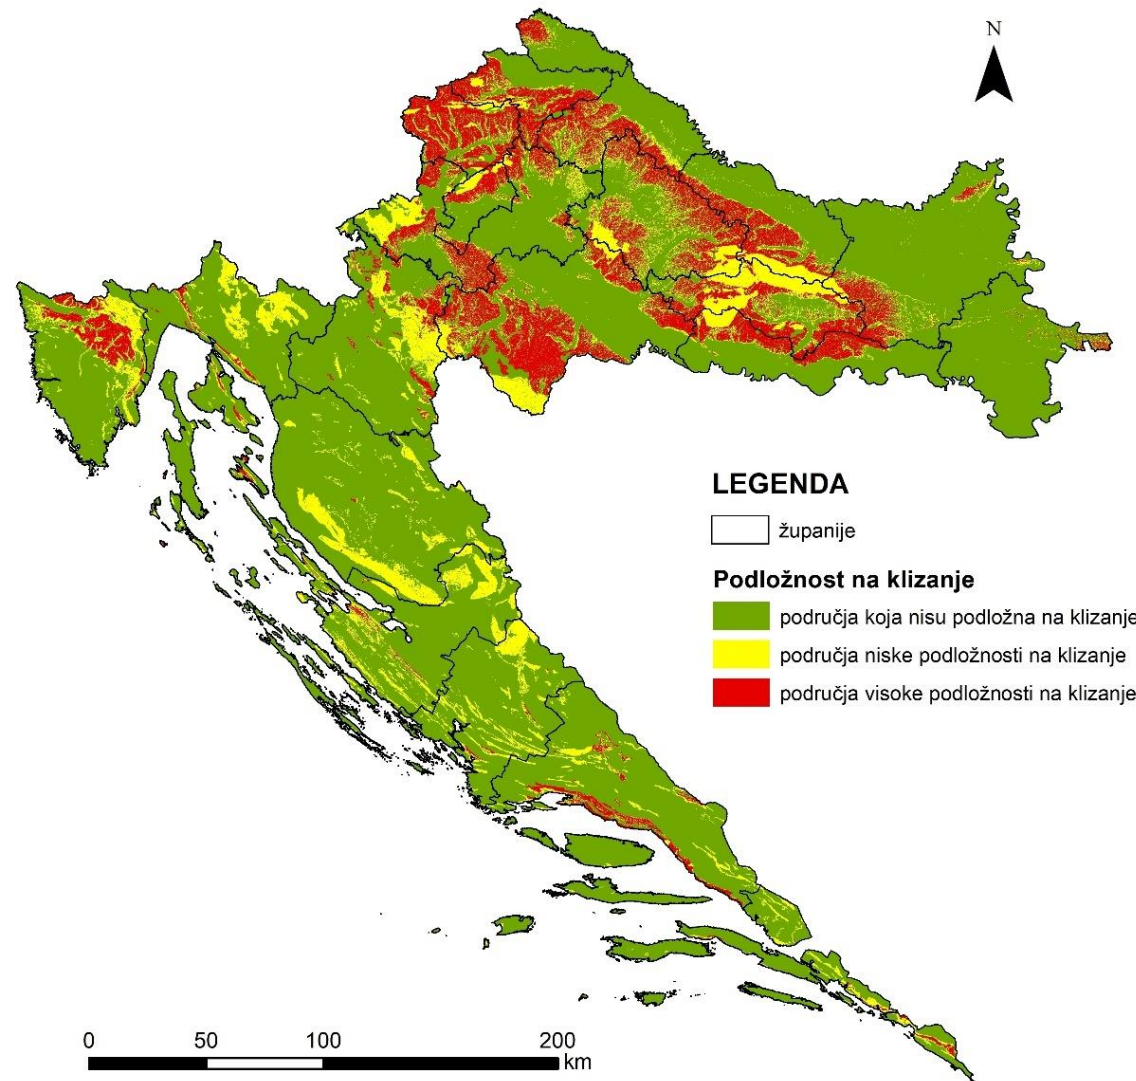 N
LEGENDA
županije
Podložnost na klizanje
područja koja nisu podložna na klizanje
područja niske podložnosti na klizanje
područja visoke podložnosti na klizanje
0 50 100 200
km